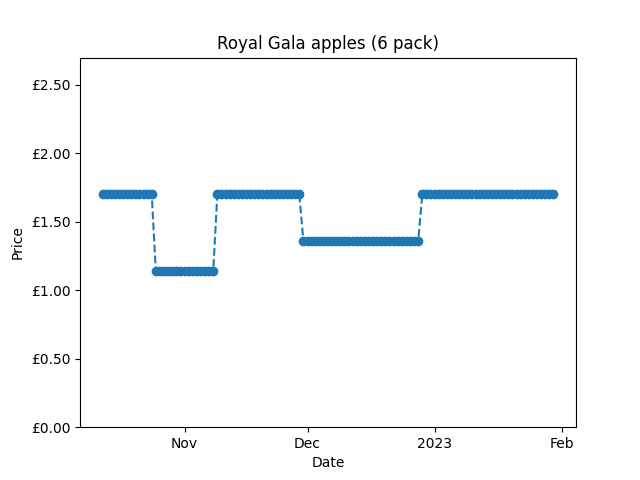 Royal Gala apples (6 pack)
£2.50
£2.00
£1.50
£1.00
£0.50
£0.00
Price
Nov
Dec
2023
Feb
Date